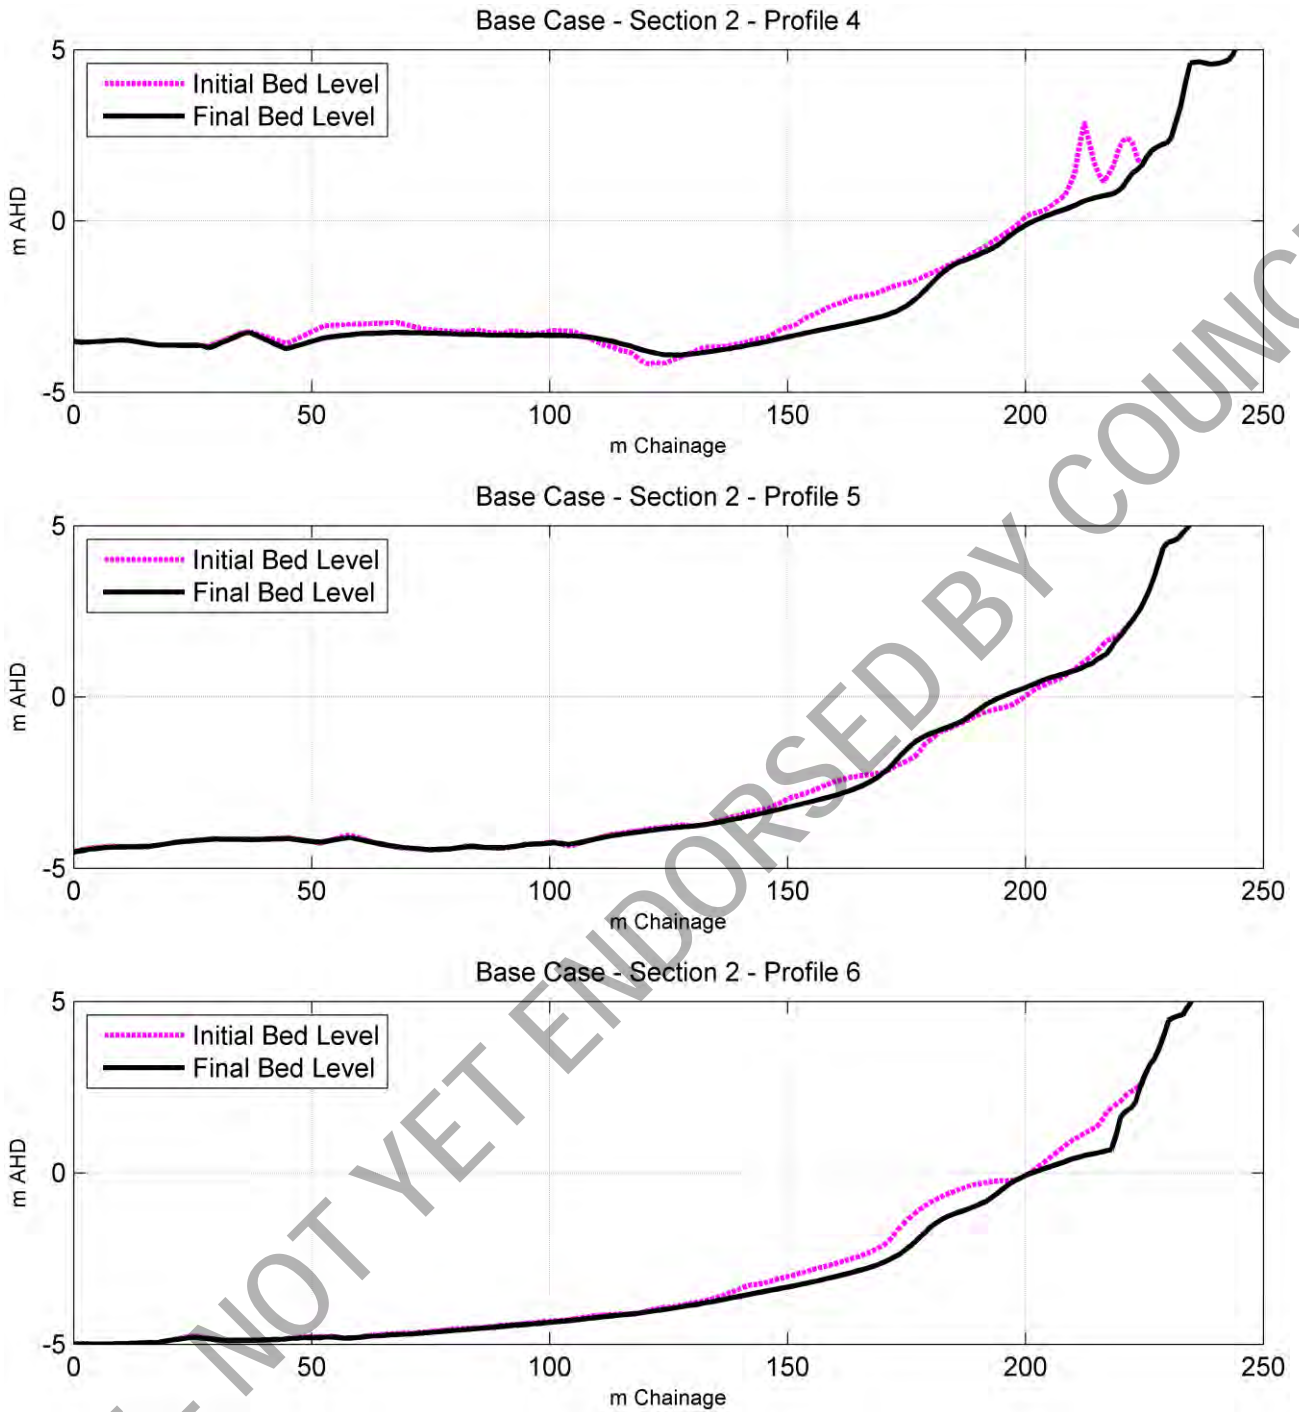 Base Case - Section 2 - Profile 4
5
0
-5
m AHD
Initial Bed Level
Final Bed Level
0 50 100 150 200 250
m Chainage
Base Case - Section 2 - Profile 5
5
0
-5
m AHD
Initial Bed Level
Final Bed Level
0 50 100 150 200 250
m Chainage
Base Case - Section 2 - Profile 6
5
0
-5
m AHD
Initial Bed Level
Final Bed Level
0 50 100 150 200 250
m Chainage
NOT YET ENDORSED BY COUNC